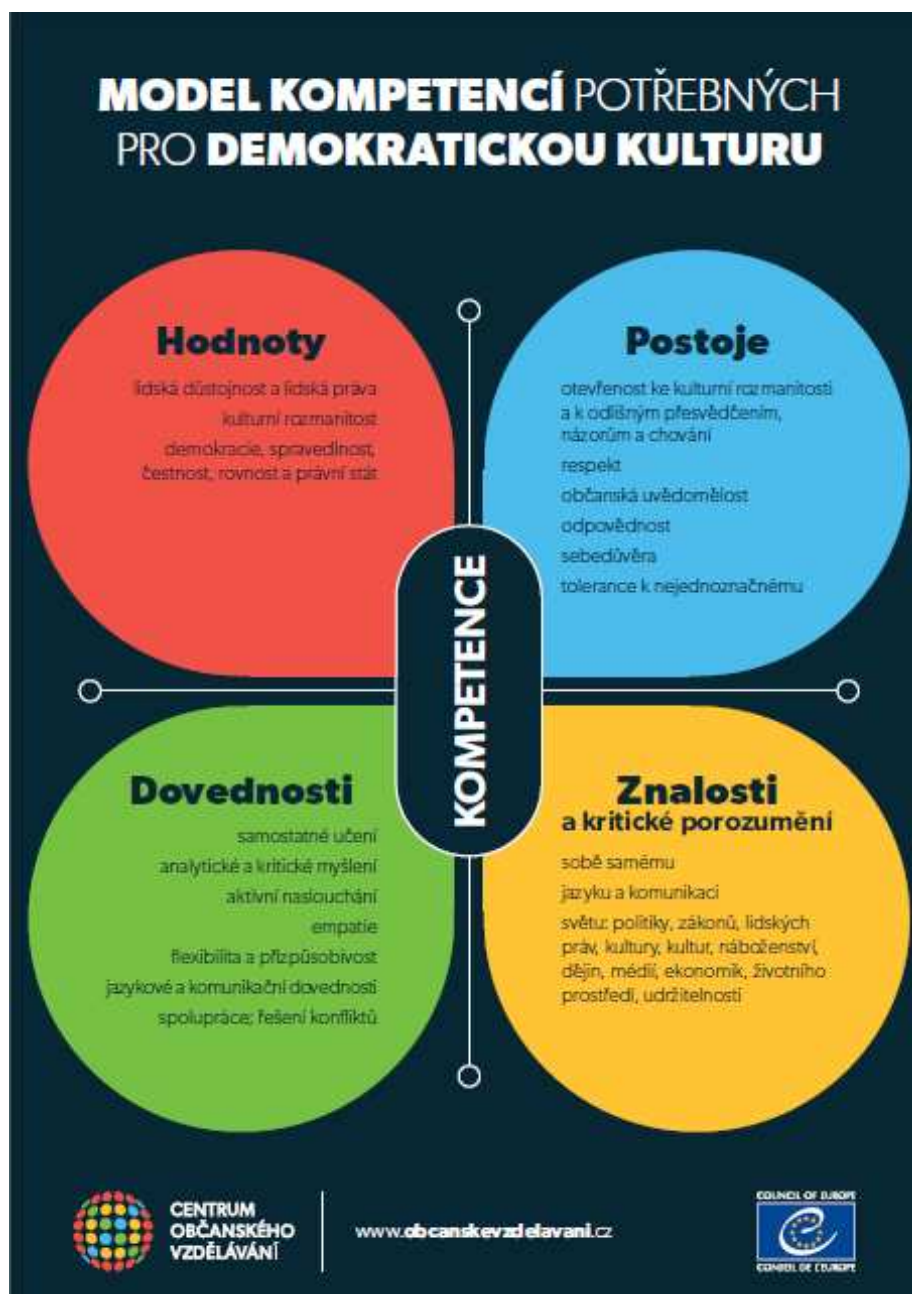 MODEL KOMPETENCÍ POTŘEBNÝCH
PRO DEMOKRATICKOU KULTURU
Hodnoty
lidská důstojnost a lidská práva
kulturní rozmanitost
demokracie, spravedlnost,
čestnost, rovnost a právní stát
Postoje
otevřenost ke kulturní rozmanitosti
a k odlišným přesvědčením,
názorům a chování
respekt
občanská uvědomělost
odpovědnost
sebedůvěra
tolerance k nejednoznačnému
KOMPETENCE
Dovednosti
samostatné učení
analytické a kritické myšlení
aktivní naslouchání
empatie
flexibilita a přizpůsobivost
jazykové a komunikační dovednosti
spolupráce; řešení konfliktů
Znalosti
a kritické porozumění
sobě samému
jazyku a komunikaci
světu: politiky, zákonů, lidských
práv, kultury, kultur, náboženství,
dějin, médií, ekonomik, životního
prostředí, udržitelnosti
CENTRUM
OBČANSKÉHO
VZDĚLÁVÁNÍ
www.obcanskevzdelavani.cz
COUNCIL OF EUROPE
CONSEIL DE L'EUROPE